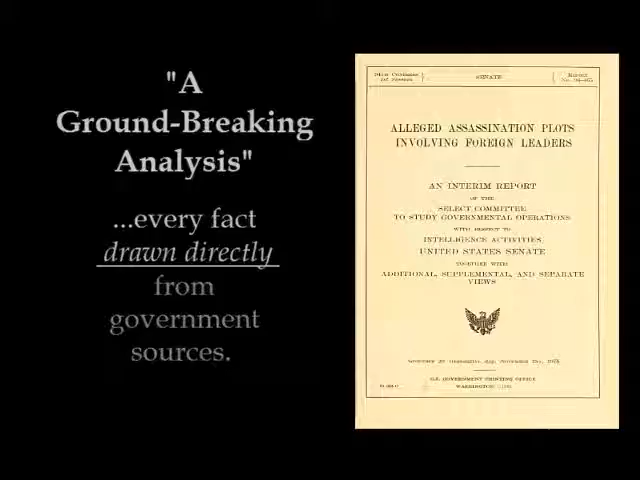 "A
Ground-Breaking
Analysis"
...every fact
drawn directly
from
government
sources.
SENATE
ALLEGED ASSASSINATION PLOTS
INVOLVING FOREIGN LEADERS
AN INTERIM REPORT
OF THE
SELECT COMMITTEE
TO STUDY GOVERNMENTAL OPERATIONS
WITH RESPECT TO
INTELLIGENCE ACTIVITIES
UNITED STATES SENATE
TOGETHER WITH
ADDITIONAL, SUPPLEMENTAL, AND SEPARATE
VIEWS
U.S. GOVERNMENT PRINTING OFFICE